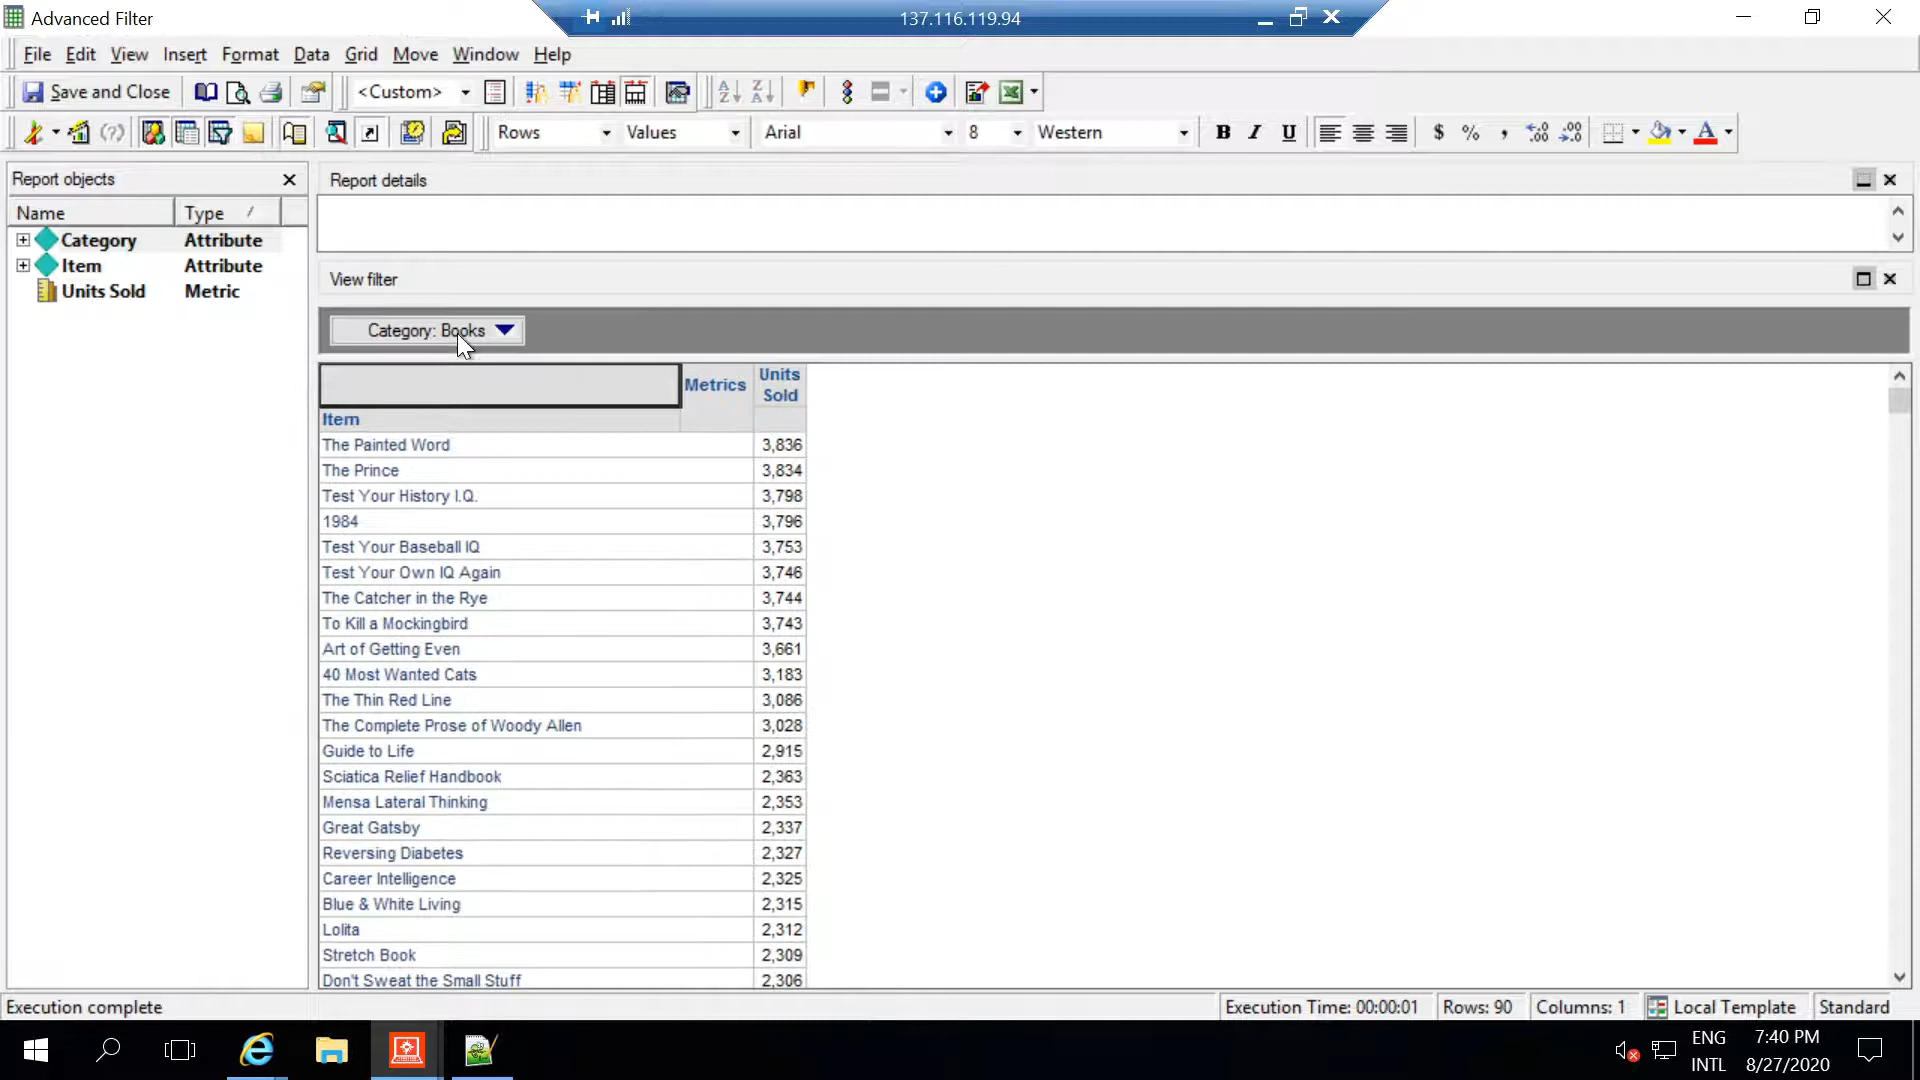 Advanced Filter
137.116.119.94
File Edit View Insert Format Data Grid Move Window Help
Save and Close <Custom>
Rows Values Arial 8 Western B I U $ % ,
Report objects
Name Type
Category Attribute
Item Attribute
Units Sold Metric
Report details
View filter
Category: Books
Metrics Units Sold
Item
The Painted Word 3,836
The Prince 3,834
Test Your History I.Q. 3,798
1984 3,796
Test Your Baseball IQ 3,753
Test Your Own IQ Again 3,746
The Catcher in the Rye 3,744
To Kill a Mockingbird 3,743
Art of Getting Even 3,661
40 Most Wanted Cats 3,183
The Thin Red Line 3,086
The Complete Prose of Woody Allen 3,028
Guide to Life 2,915
Sciatica Relief Handbook 2,363
Mensa Lateral Thinking 2,353
Great Gatsby 2,337
Reversing Diabetes 2,327
Career Intelligence 2,325
Blue & White Living 2,315
Lolita 2,312
Stretch Book 2,309
Don't Sweat the Small Stuff 2,306
Execution complete Execution Time: 00:00:01 Rows: 90 Columns: 1 Local Template Standard
ENG 7:40 PM
INTL 8/27/2020